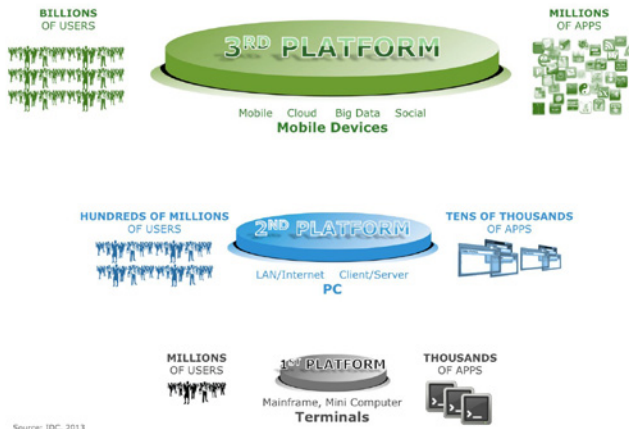 BILLIONS
OF USERS
3RD PLATFORM
MILLIONS
OF APPS
Mobile Cloud Big Data Social
Mobile Devices
HUNDREDS OF MILLIONS
OF USERS
2ND PLATFORM
TENS OF THOUSANDS
OF APPS
LAN/Internet Client/Server
PC
MILLIONS
OF USERS
1ST PLATFORM
THOUSANDS
OF APPS
Mainframe, Mini Computer
Terminals
Source: IDC, 2013